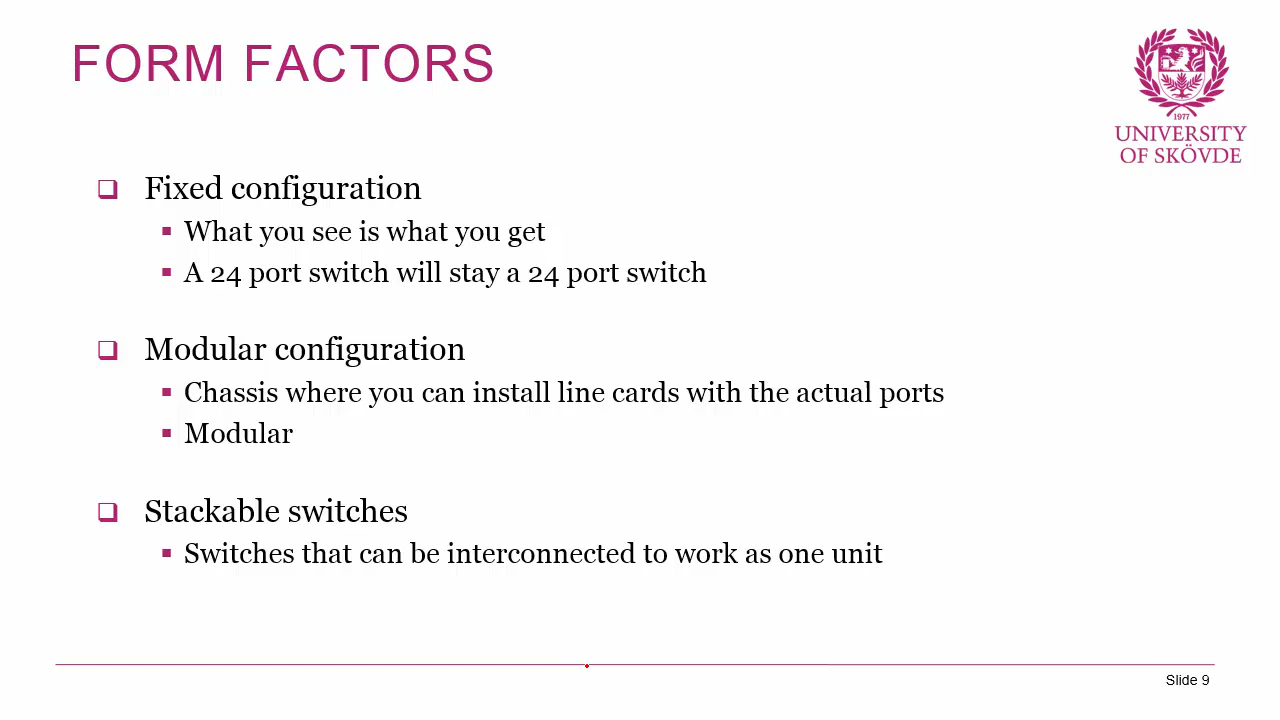 FORM FACTORS
1977
UNIVERSITY
OF SKÖVDE
Fixed configuration
What you see is what you get
A 24 port switch will stay a 24 port switch
Modular configuration
Chassis where you can install line cards with the actual ports
Modular
Stackable switches
Switches that can be interconnected to work as one unit
Slide 9